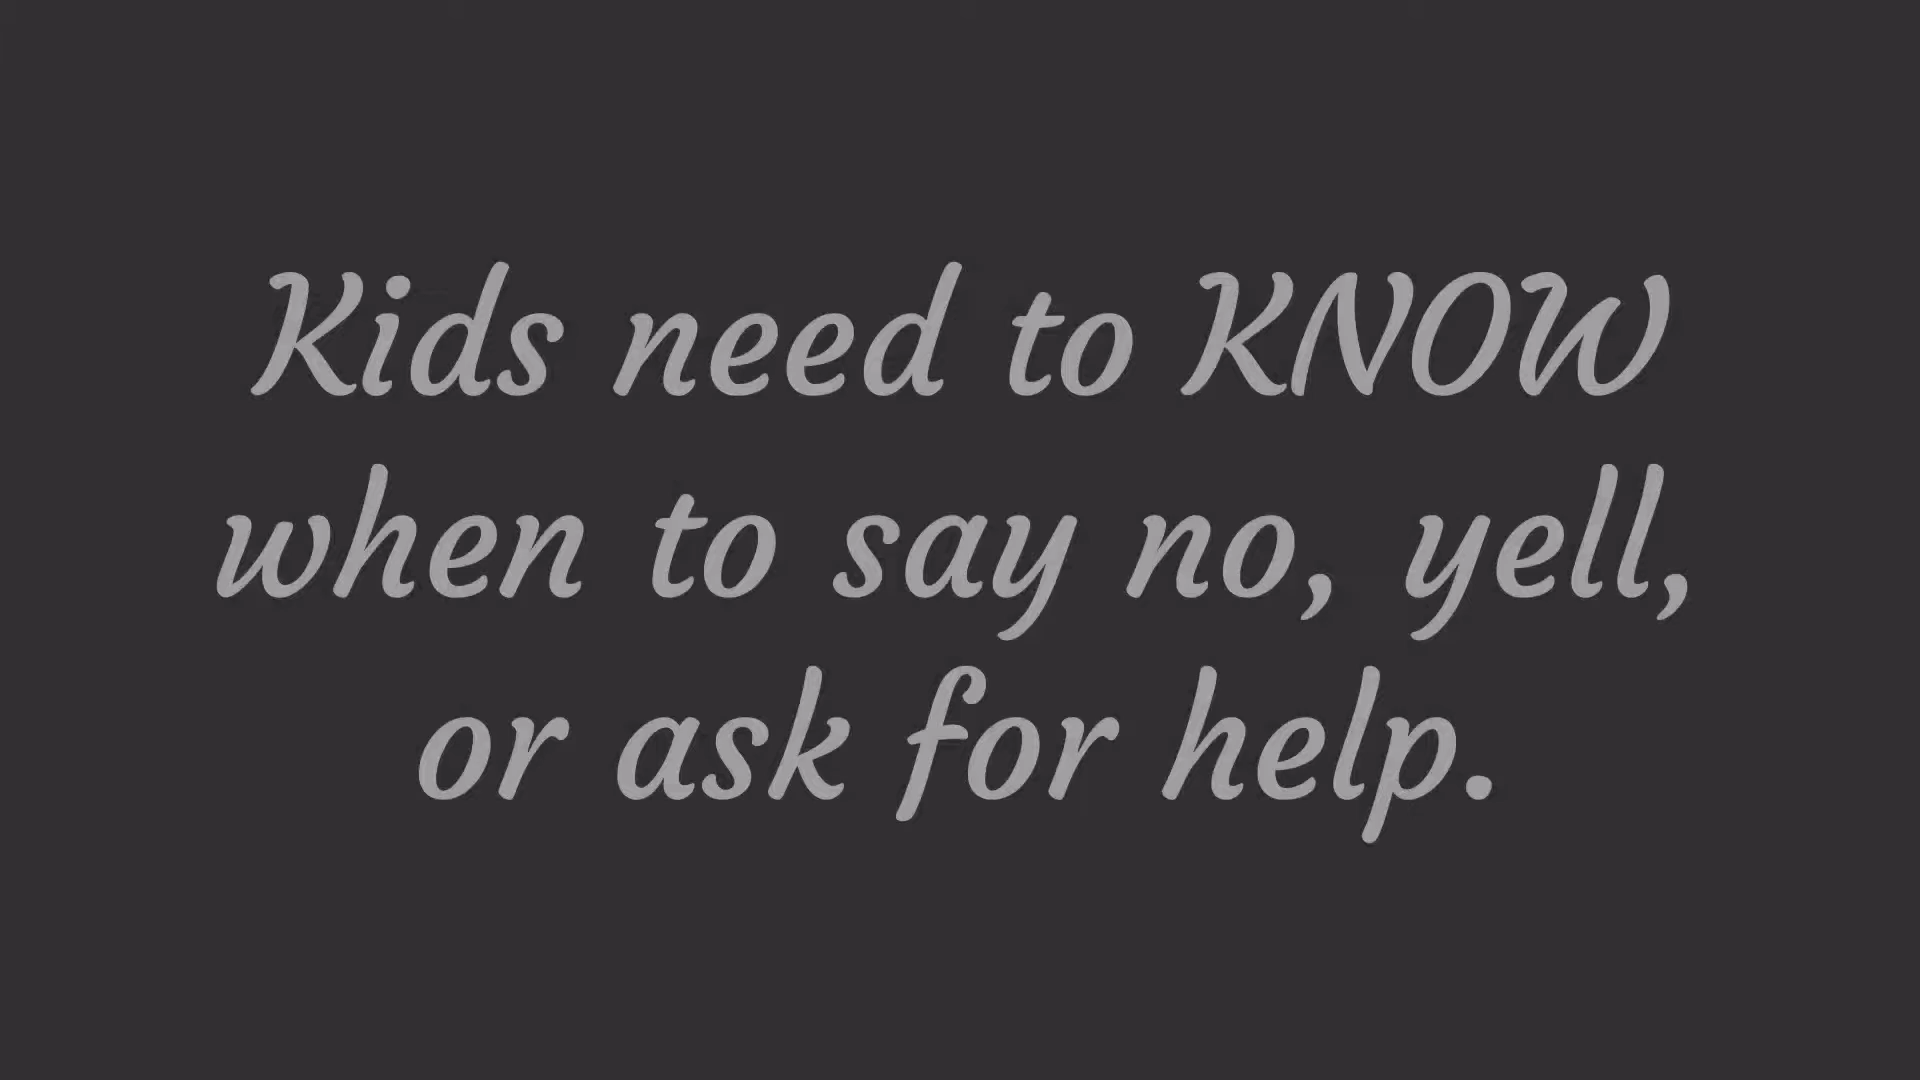 Kids need to KNOW
when to say no, yell,
or ask for help.